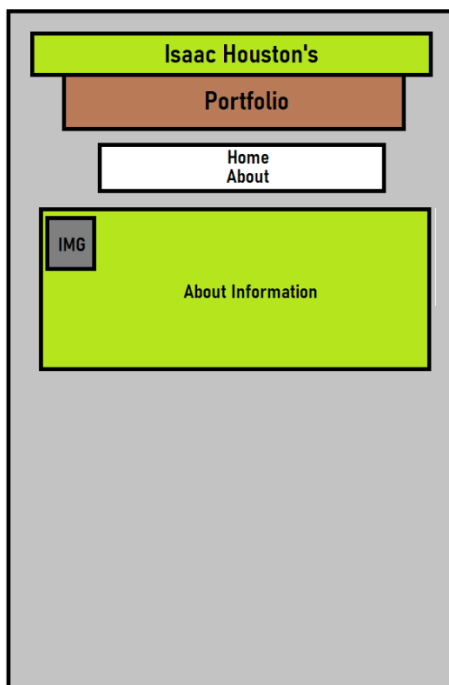 Isaac Houston's
Portfolio
Home
About
IMG
About Information